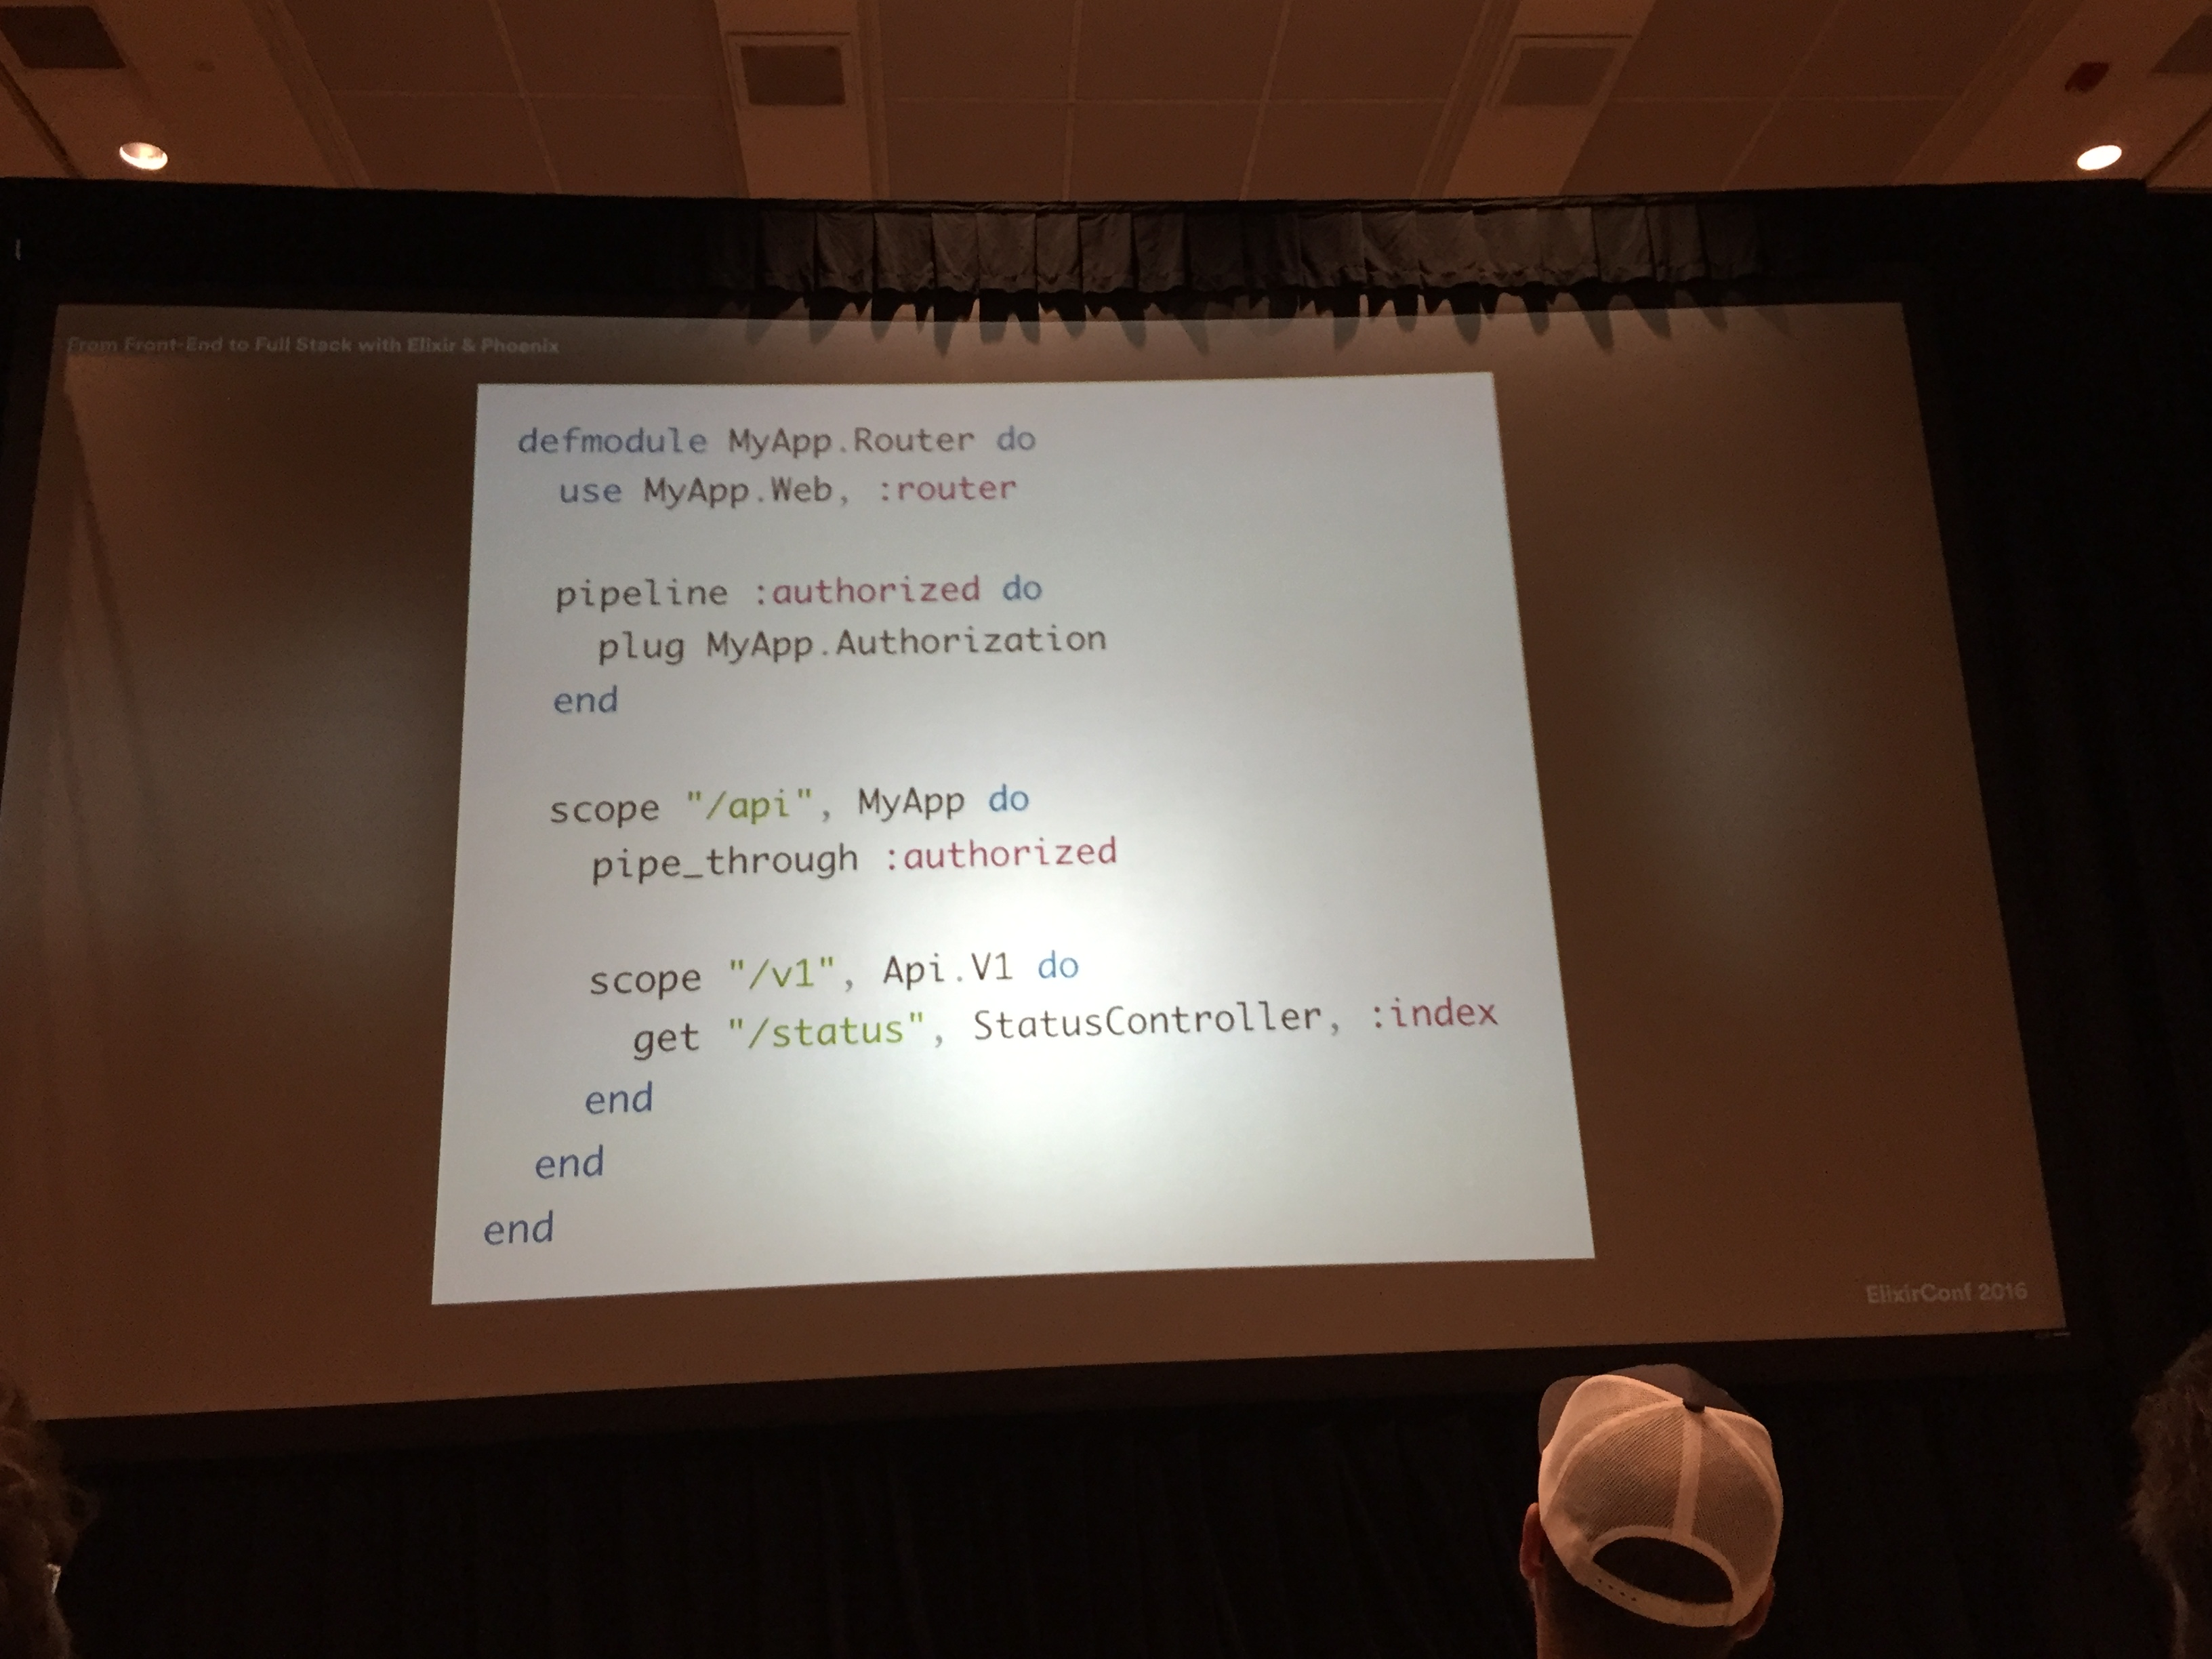 From Front-End to Full Stack with Elixir & Phoenix
defmodule MyApp.Router do
  use MyApp.Web, :router

  pipeline :authorized do
    plug MyApp.Authorization
  end

  scope "/api", MyApp do
    pipe_through :authorized

    scope "/v1", Api.V1 do
      get "/status", StatusController, :index
    end
  end
end
ElixirConf 2016